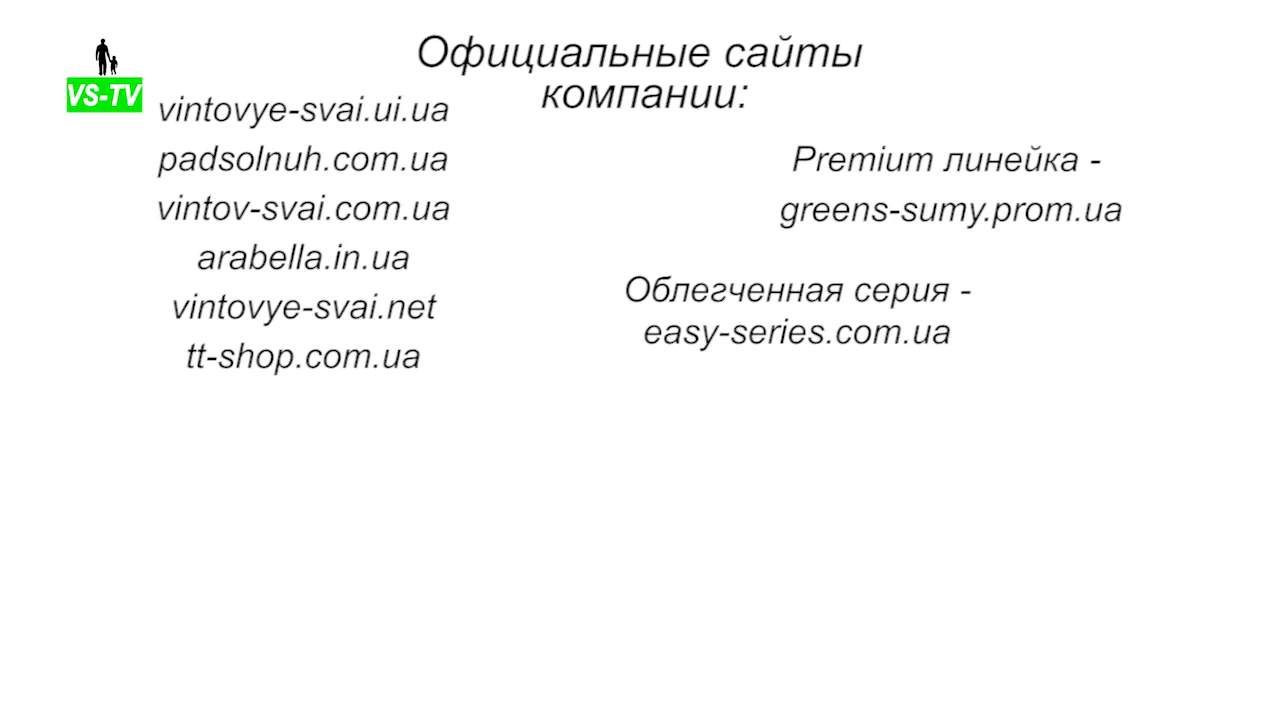 Официальные сайты
компании:
VS-TV
vintovye-svai.ui.ua
padsolnuh.com.ua
vintov-svai.com.ua
arabella.in.ua
vintovye-svai.net
tt-shop.com.ua
Premium линейка -
greens-sumy.prom.ua
Облегченная серия -
easy-series.com.ua